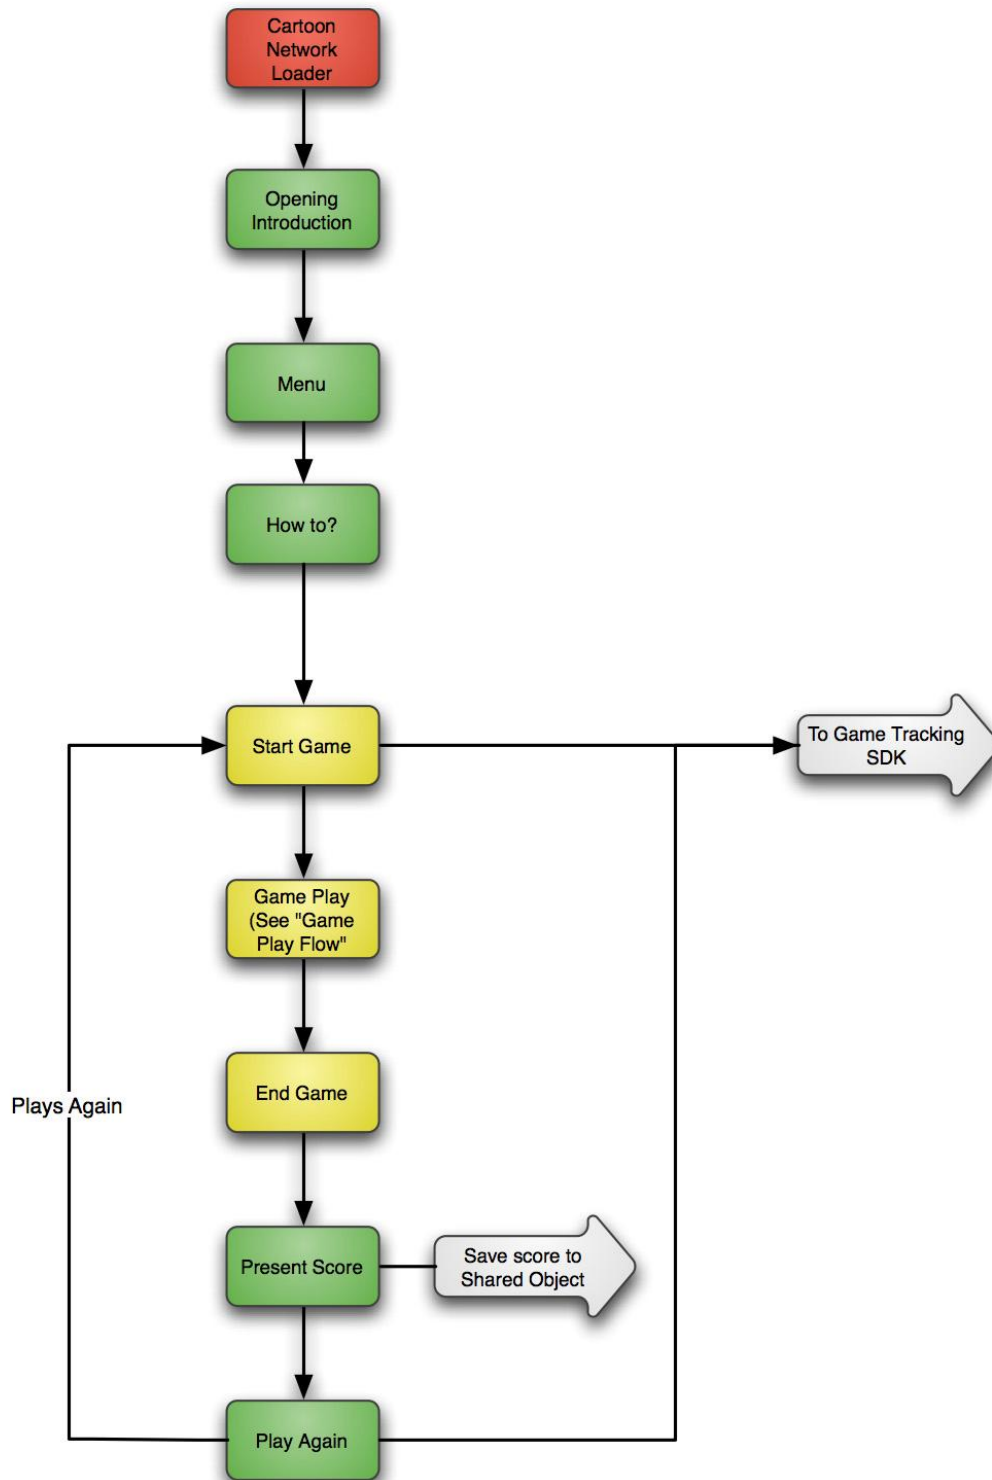 Cartoon
Network
Loader
Opening
Introduction
Menu
How to?
Start Game
To Game Tracking
SDK
Game Play
(See "Game
Play Flow"
End Game
Plays Again
Present Score
Save score to
Shared Object
Play Again